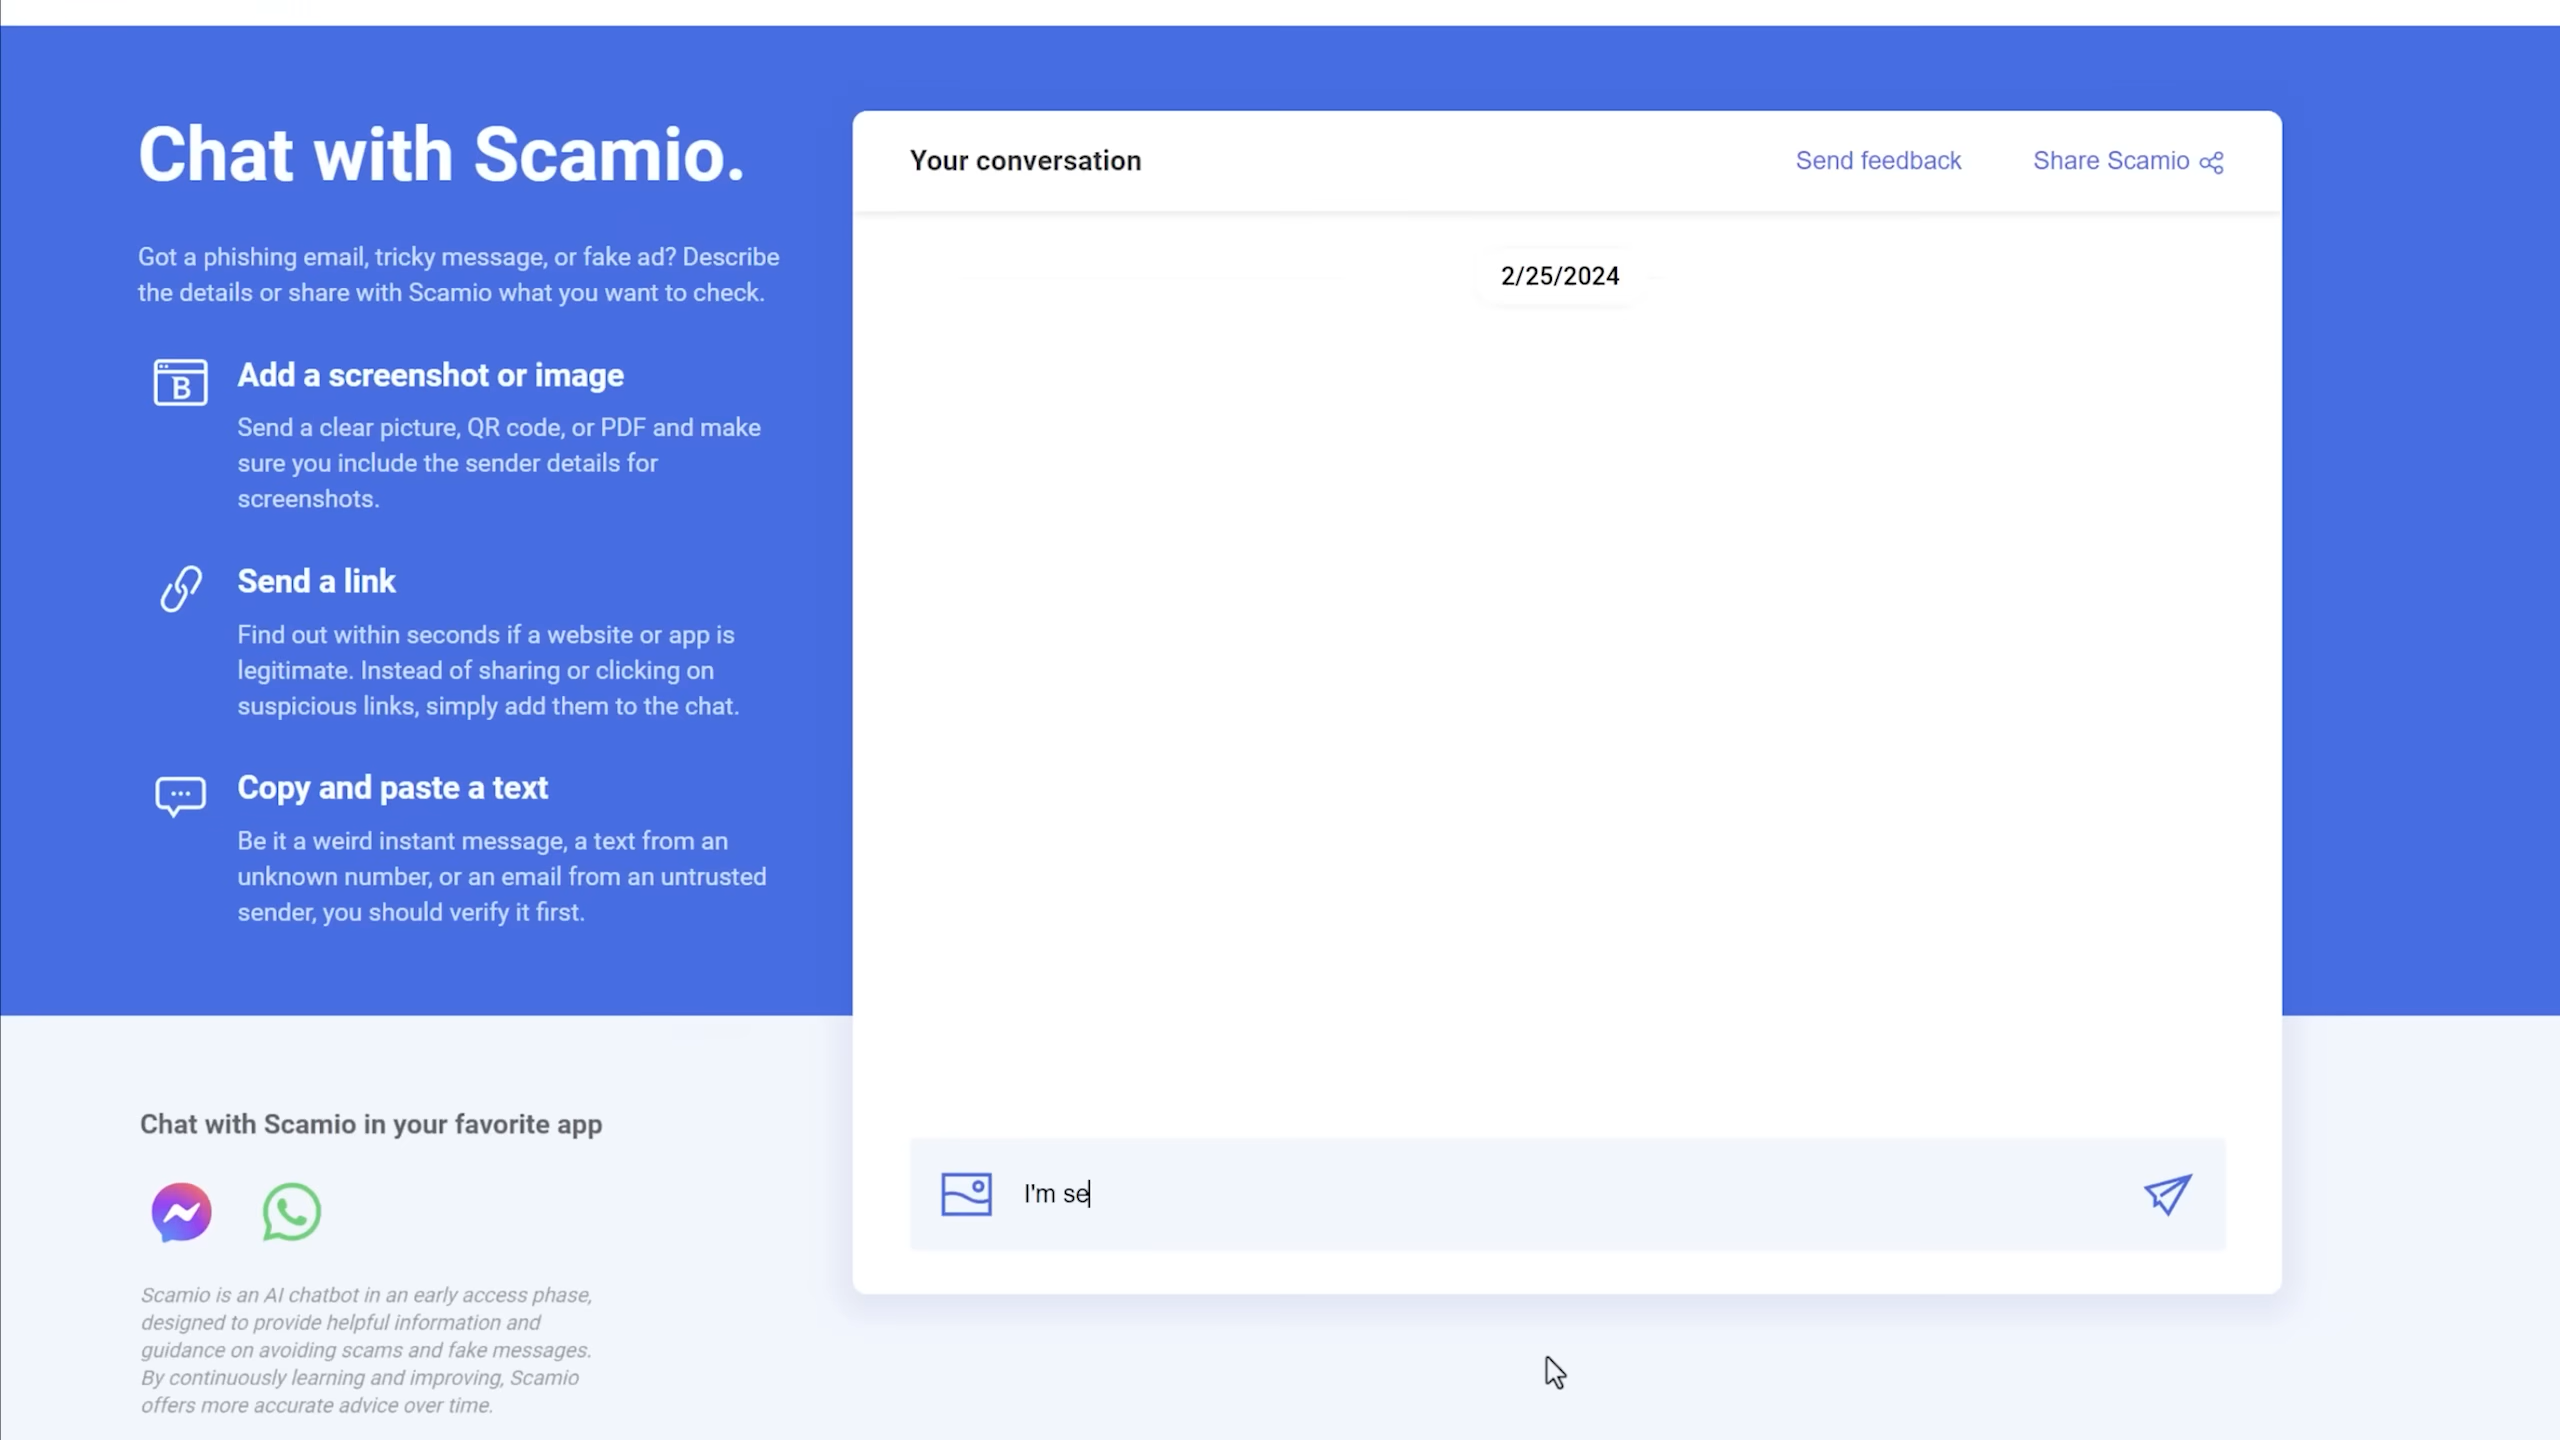 Chat with Scamio.
Got a phishing email, tricky message, or fake ad? Describe
the details or share with Scamio what you want to check.
B
Add a screenshot or image
Send a clear picture, QR code, or PDF and make
sure you include the sender details for
screenshots.
Send a link
Find out within seconds if a website or app is
legitimate. Instead of sharing or clicking on
suspicious links, simply add them to the chat.
Copy and paste a text
Be it a weird instant message, a text from an
unknown number, or an email from an untrusted
sender, you should verify it first.
Chat with Scamio in your favorite app
Scamio is an AI chatbot in an early access phase,
designed to provide helpful information and
guidance on avoiding scams and fake messages.
By continuously learning and improving, Scamio
offers more accurate advice over time.
Your conversation
Send feedback
Share Scamio
2/25/2024
I'm se